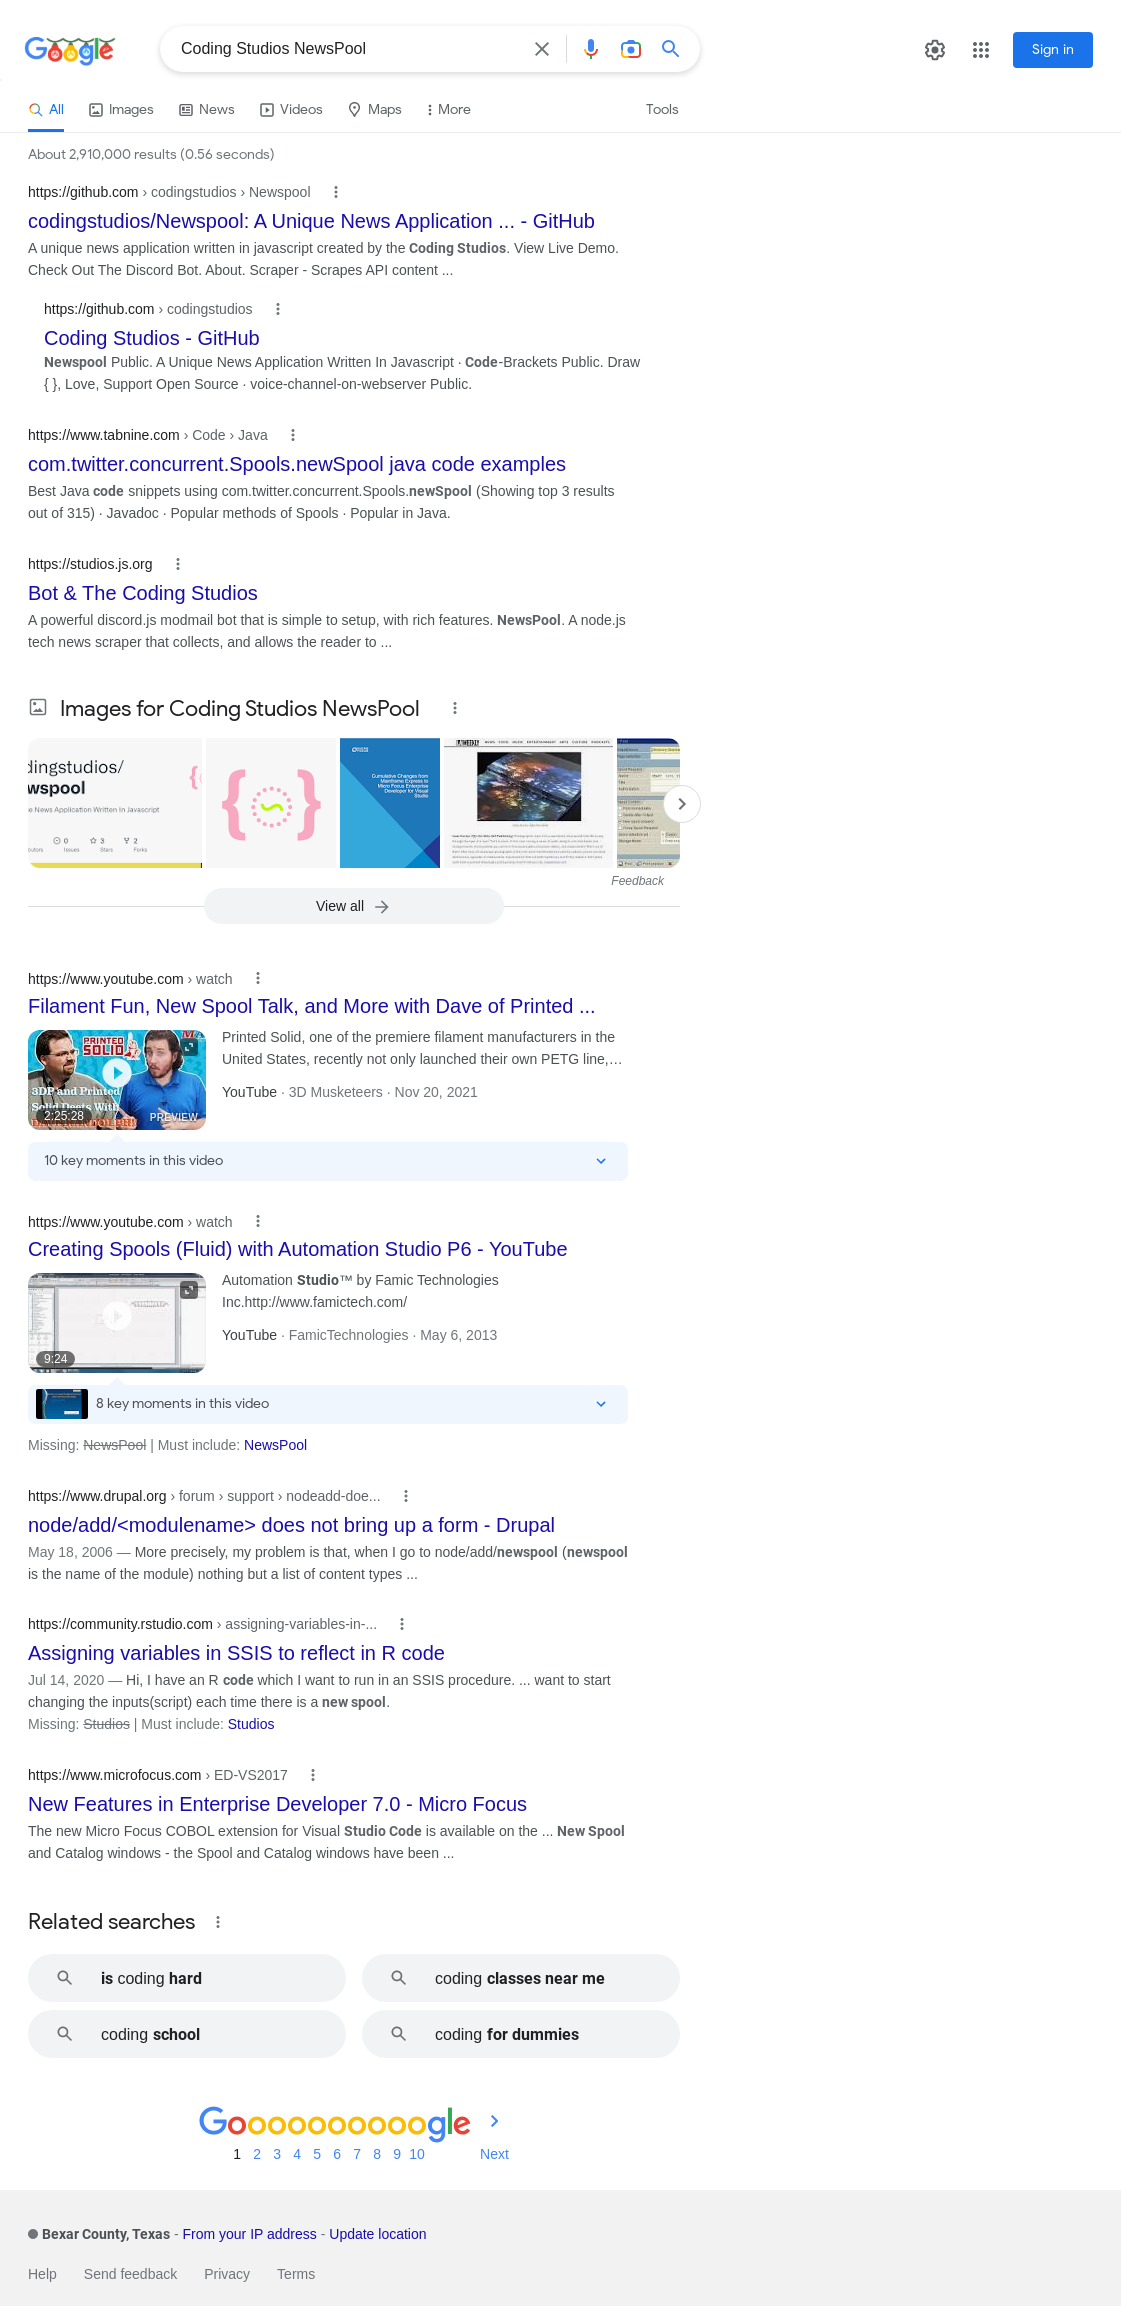 Google
Coding Studios NewsPool
Sign in
All
Images
News
Videos
Maps
More
Tools
About 2,910,000 results (0.56 seconds)
https://github.com › codingstudios › Newspool
codingstudios/Newspool: A Unique News Application ... - GitHub
A unique news application written in javascript created by the Coding Studios. View Live Demo.
Check Out The Discord Bot. About. Scraper - Scrapes API content ...
https://github.com › codingstudios
Coding Studios - GitHub
Newspool Public. A Unique News Application Written In Javascript · Code-Brackets Public. Draw
{ }, Love, Support Open Source · voice-channel-on-webserver Public.
https://www.tabnine.com › Code › Java
com.twitter.concurrent.Spools.newSpool java code examples
Best Java code snippets using com.twitter.concurrent.Spools.newSpool (Showing top 3 results
out of 315) · Javadoc · Popular methods of Spools · Popular in Java.
https://studios.js.org
Bot & The Coding Studios
A powerful discord.js modmail bot that is simple to setup, with rich features. NewsPool. A node.js
tech news scraper that collects, and allows the reader to ...
Images for Coding Studios NewsPool
dingstudios/
wspool
e News Application Written In Javascript
0
3
2
Issues
Stars
Forks
{ }
Cultural Changes from
Mainframe Express to
Micro Focus Enterprise
Developer for Visual
Studio
Feedback
View all
https://www.youtube.com › watch
Filament Fun, New Spool Talk, and More with Dave of Printed ...
PRINTED
SOLID
3DP and Printed
Solid Deets With
2:25:28
PREVIEW
Printed Solid, one of the premiere filament manufacturers in the
United States, recently not only launched their own PETG line,…
YouTube · 3D Musketeers · Nov 20, 2021
10 key moments in this video
https://www.youtube.com › watch
Creating Spools (Fluid) with Automation Studio P6 - YouTube
9:24
Automation Studio™ by Famic Technologies
Inc.http://www.famictech.com/
YouTube · FamicTechnologies · May 6, 2013
8 key moments in this video
Missing: NewsPool | Must include: NewsPool
https://www.drupal.org › forum › support › nodeadd-doe...
node/add/<modulename> does not bring up a form - Drupal
May 18, 2006 — More precisely, my problem is that, when I go to node/add/newspool (newspool
is the name of the module) nothing but a list of content types ...
https://community.rstudio.com › assigning-variables-in-...
Assigning variables in SSIS to reflect in R code
Jul 14, 2020 — Hi, I have an R code which I want to run in an SSIS procedure. ... want to start
changing the inputs(script) each time there is a new spool.
Missing: Studios | Must include: Studios
https://www.microfocus.com › ED-VS2017
New Features in Enterprise Developer 7.0 - Micro Focus
The new Micro Focus COBOL extension for Visual Studio Code is available on the ... New Spool
and Catalog windows - the Spool and Catalog windows have been ...
Related searches
is coding hard
coding classes near me
coding school
coding for dummies
Goooooooooogle
1 2 3 4 5 6 7 8 9 10 Next
Bexar County, Texas - From your IP address - Update location
Help Send feedback Privacy Terms